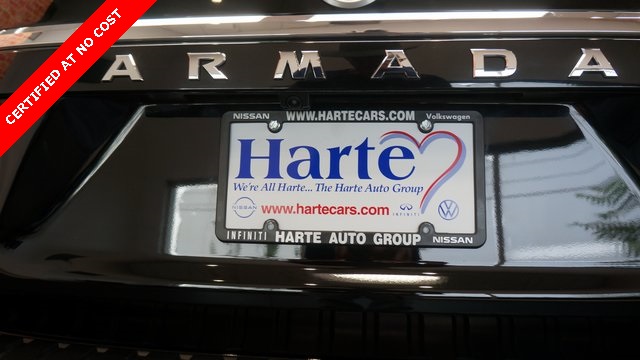 CERTIFIED AT NO COST
ARMADA
NISSAN WWW.HARTECARS.COM Volkswagen
Harte
We're All Harte... The Harte Auto Group
NISSAN www.hartecars.com INFINITI
INFINITI HARTE AUTO GROUP NISSAN